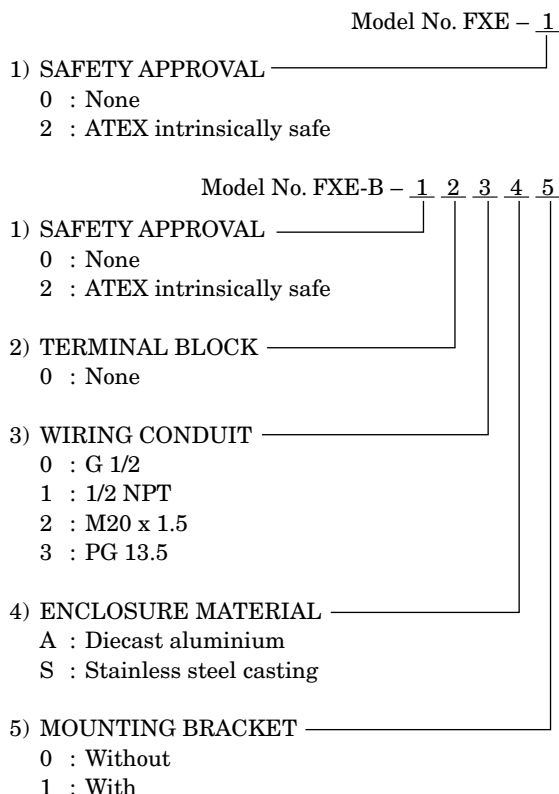 Model No. FXE – 1
1) SAFETY APPROVAL
0 : None
2 : ATEX intrinsically safe
Model No. FXE-B – 1 2 3 4 5
1) SAFETY APPROVAL
0 : None
2 : ATEX intrinsically safe
2) TERMINAL BLOCK
0 : None
3) WIRING CONDUIT
0 : G 1/2
1 : 1/2 NPT
2 : M20 x 1.5
3 : PG 13.5
4) ENCLOSURE MATERIAL
A : Diecast aluminium
S : Stainless steel casting
5) MOUNTING BRACKET
0 : Without
1 : With